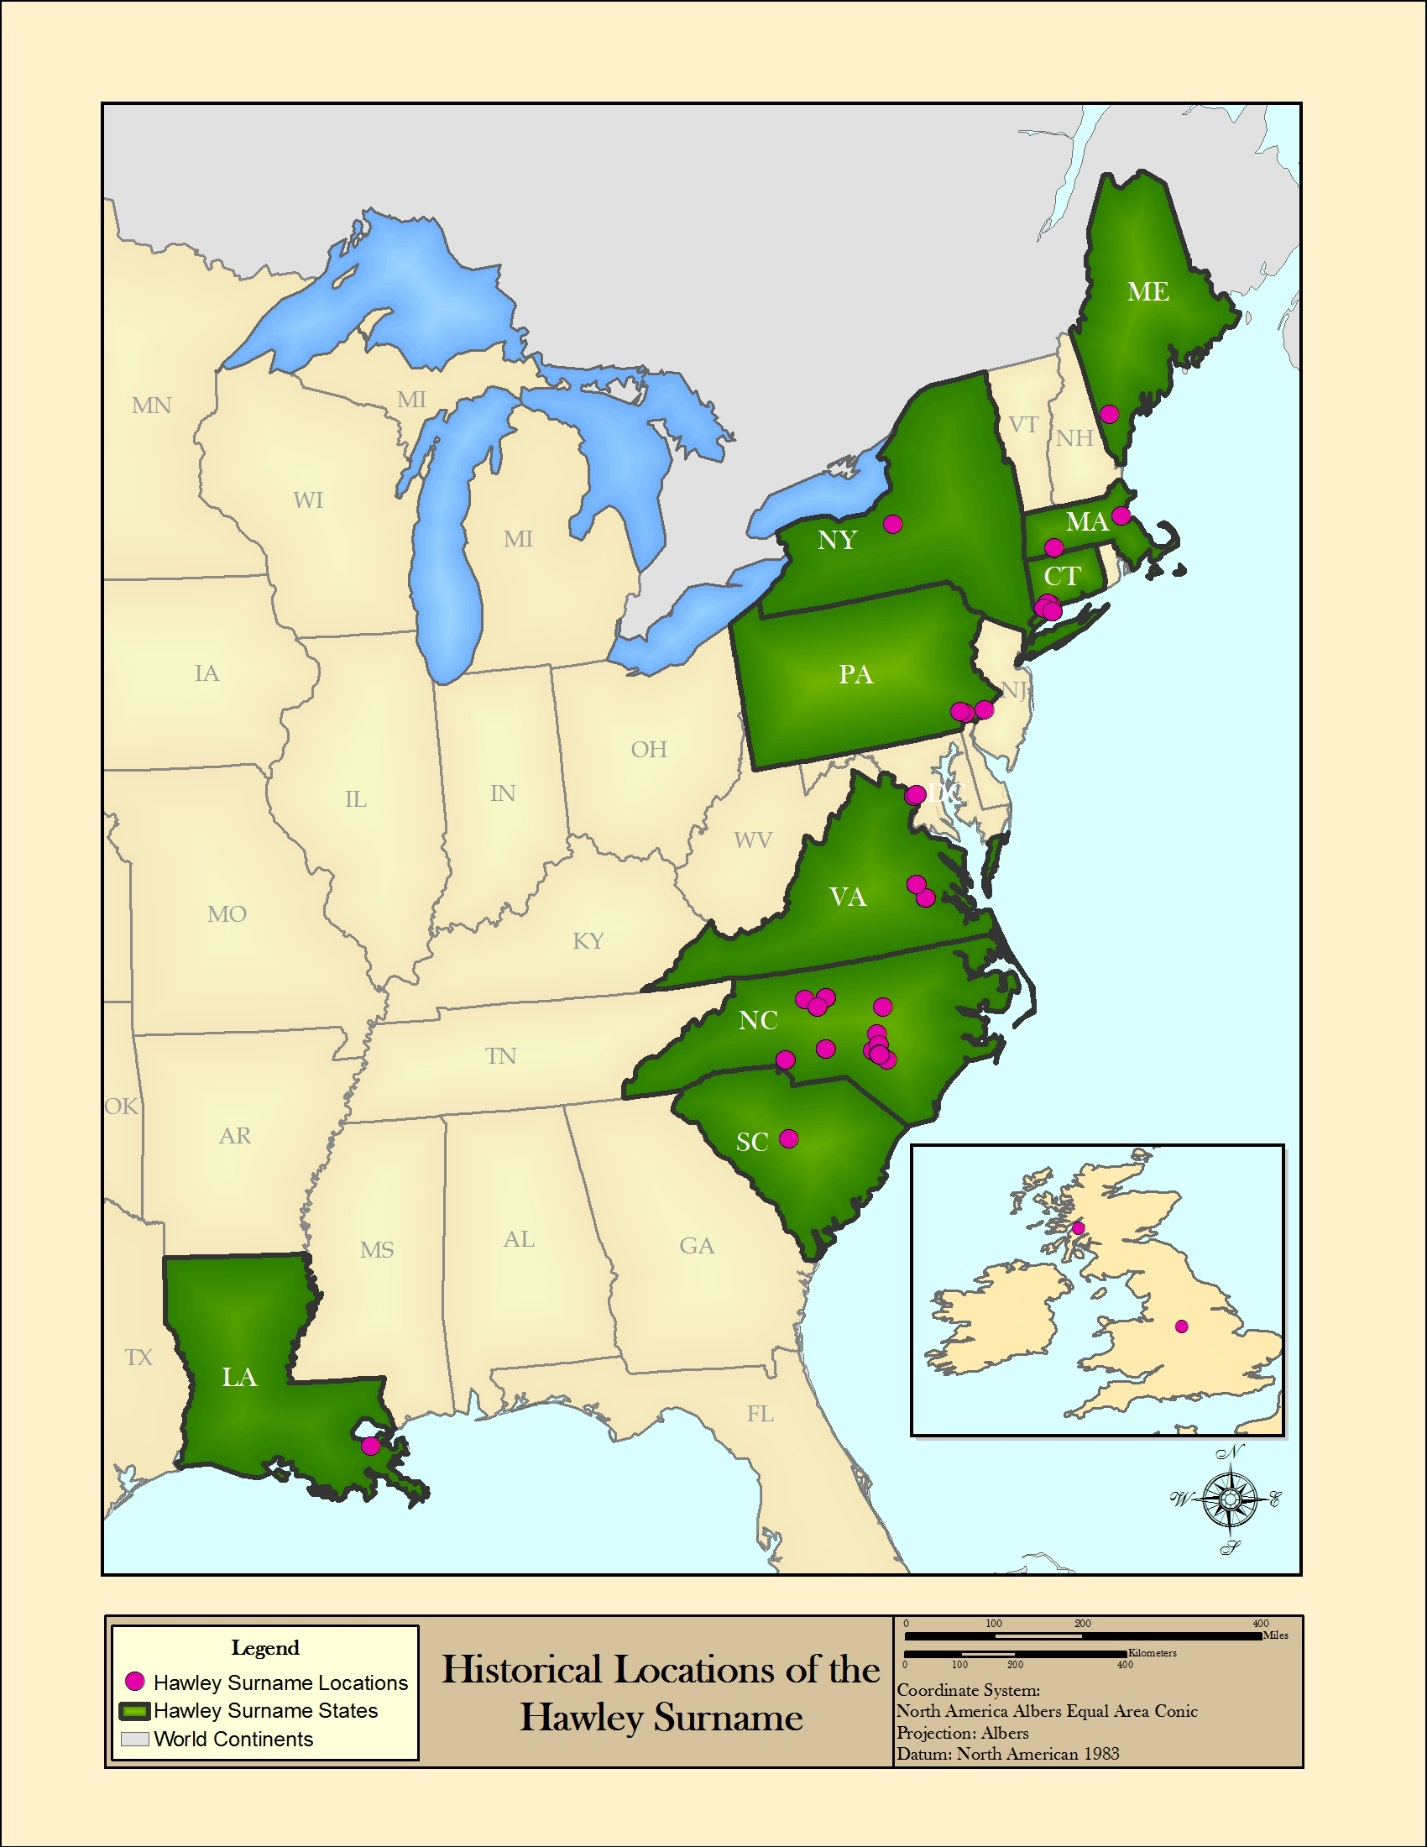 ME
MN
MI
VT
NH
WI
MA
MI
NY
CT
IA
PA
NJ
OH
IL
IN
DC
WV
VA
MO
KY
NC
TN
OK
AR
SC
MS
AL
GA
TX
LA
FL
N
W
E
S
Legend
Hawley Surname Locations
Hawley Surname States
World Continents
Historical Locations of the
Hawley Surname
0 100 200 400
Miles
Kilometers
0 100 200 400
Coordinate System:
North America Albers Equal Area Conic
Projection: Albers
Datum: North American 1983